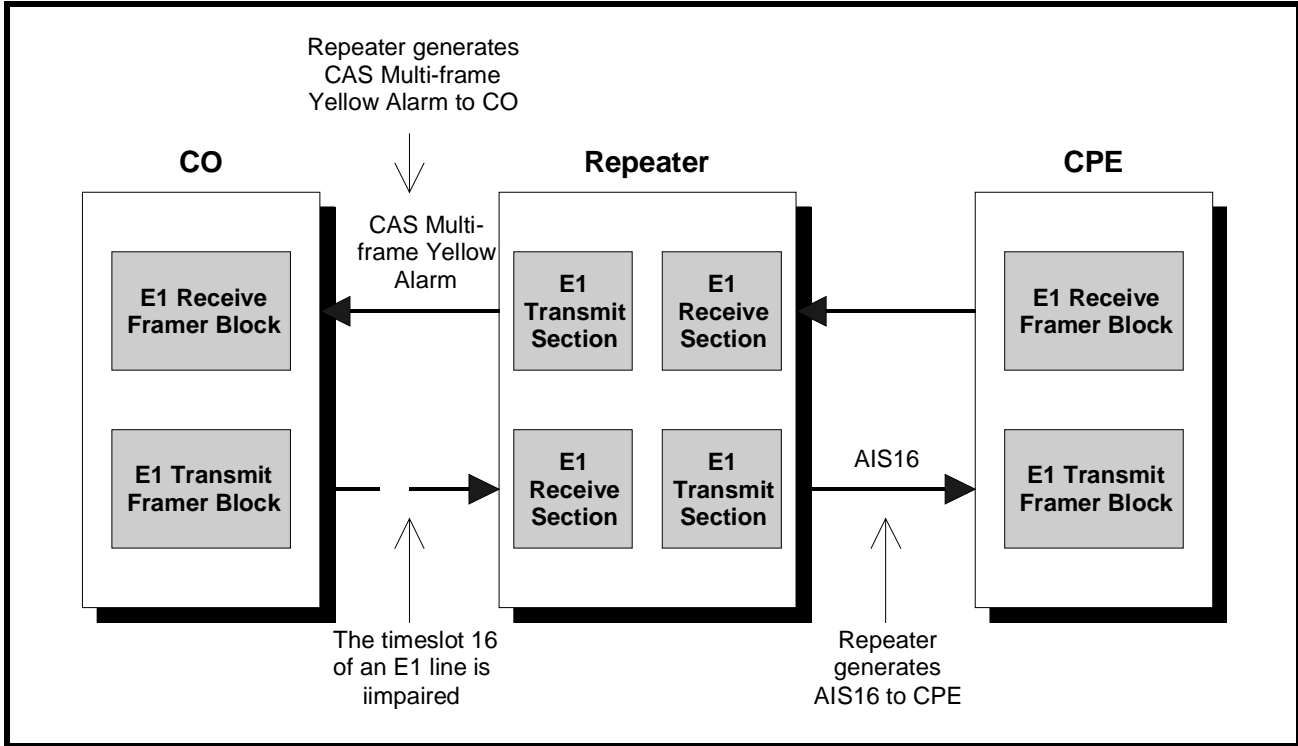 Repeater generates
CAS Multi-frame
Yellow Alarm to CO
CO
Repeater
CPE
CAS Multi-
frame Yellow
Alarm
E1 Receive
Framer Block
E1
Transmit
Section
E1
Receive
Section
E1 Receive
Framer Block
E1 Transmit
Framer Block
E1
Receive
Section
E1
Transmit
Section
AIS16
E1 Transmit
Framer Block
The timeslot 16
of an E1 line is
iimpaired
Repeater
generates
AIS16 to CPE